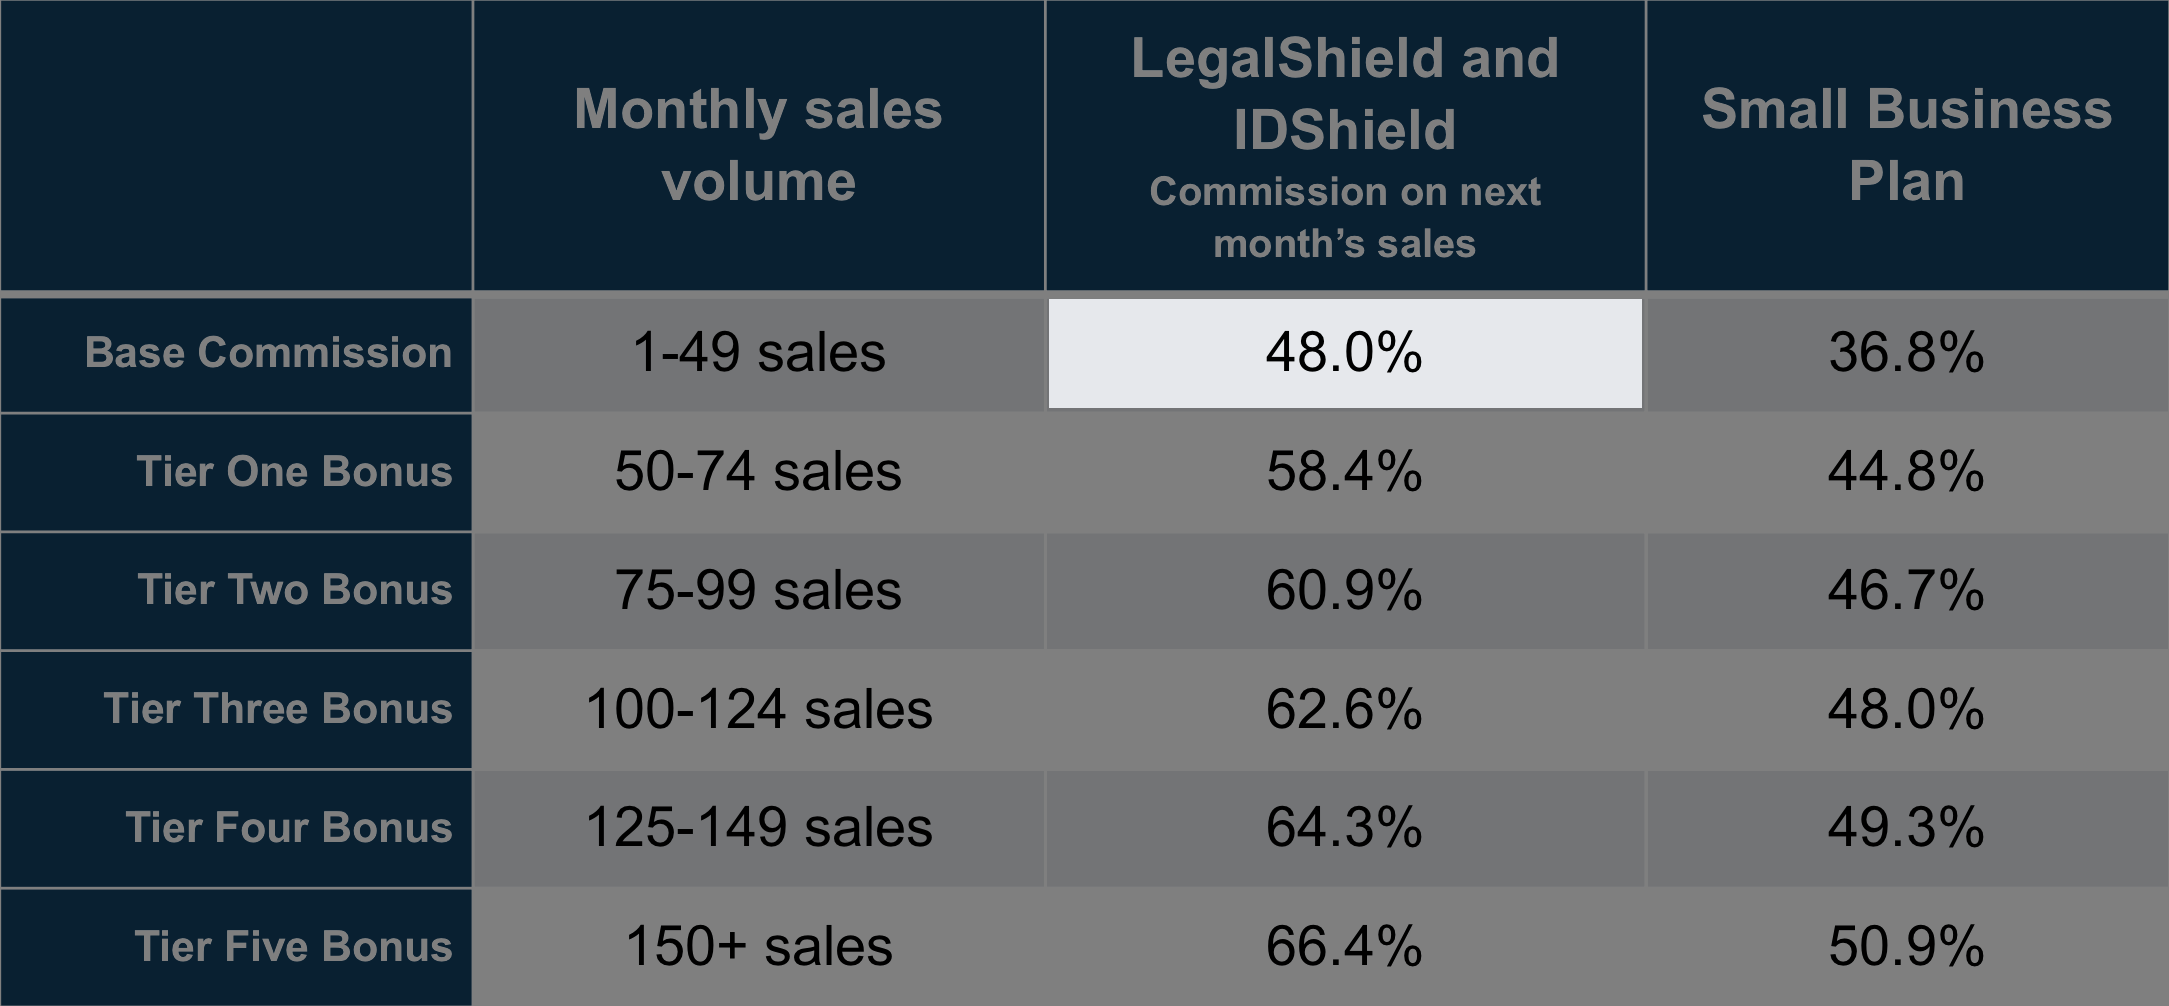 Monthly sales
volume
LegalShield and
IDShield
Commission on next
month’s sales
Small Business
Plan
Base Commission 1-49 sales 48.0% 36.8%
Tier One Bonus 50-74 sales 58.4% 44.8%
Tier Two Bonus 75-99 sales 60.9% 46.7%
Tier Three Bonus 100-124 sales 62.6% 48.0%
Tier Four Bonus 125-149 sales 64.3% 49.3%
Tier Five Bonus 150+ sales 66.4% 50.9%